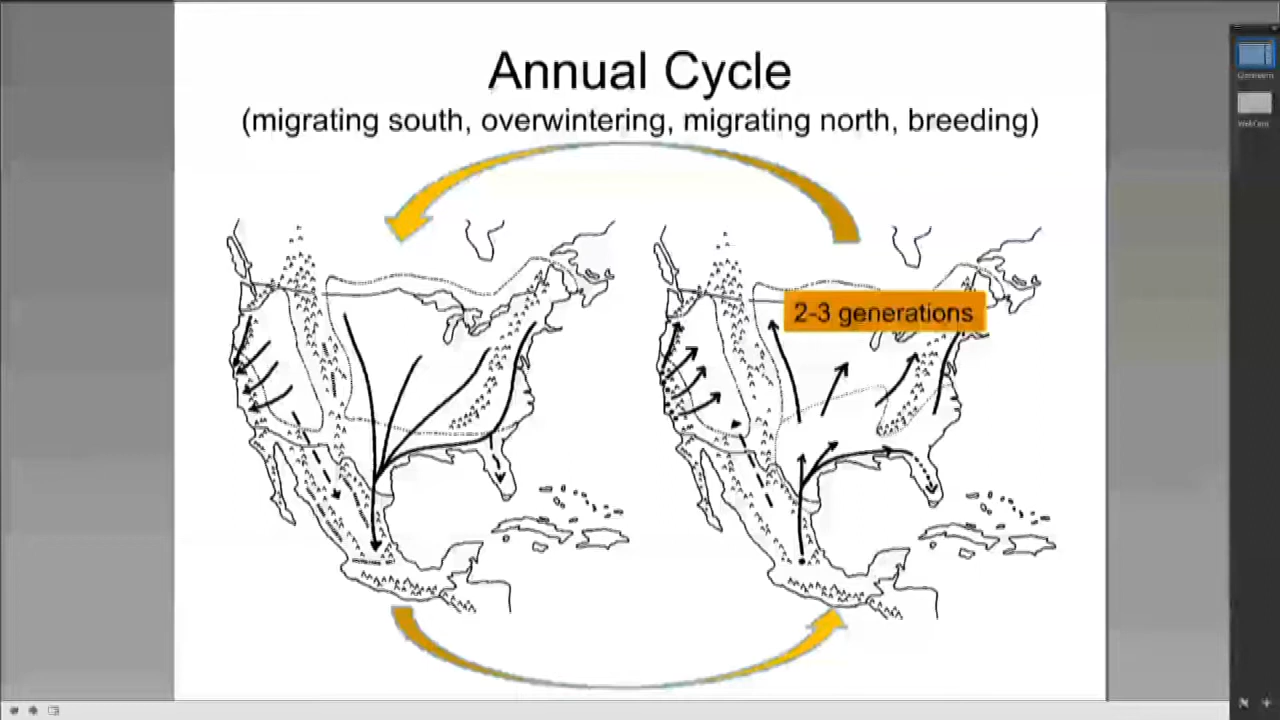 Annual Cycle
(migrating south, overwintering, migrating north, breeding)
2-3 generations